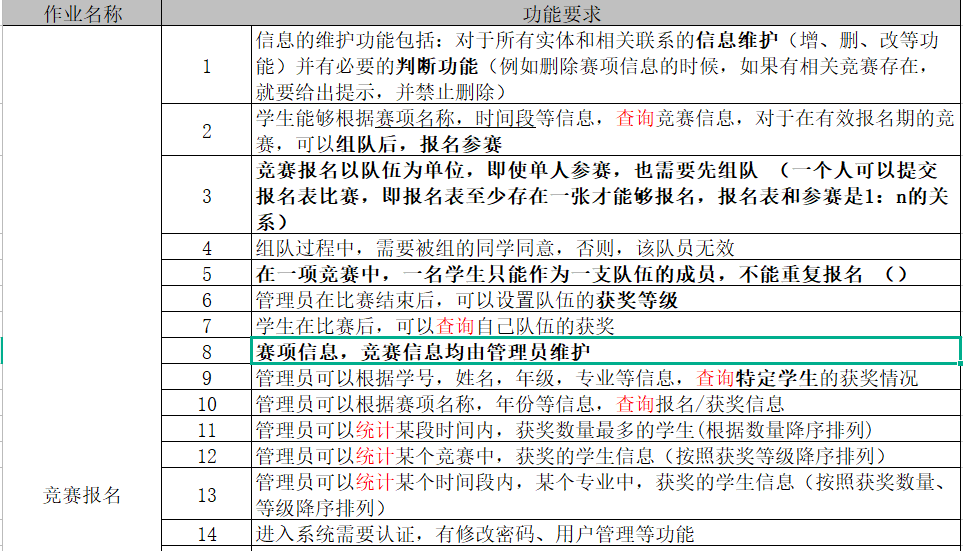 作业名称 功能要求
1 信息的维护功能包括：对于所有实体和相关联系的信息维护（增、删、改等功
能）并有必要的判断功能（例如删除赛项信息的时候，如果有相关竞赛存在，
就要给出提示，并禁止删除）
2 学生能够根据赛项名称，时间段等信息，查询竞赛信息，对于在有效报名期的竞
赛，可以组队后，报名参赛
3 竞赛报名以队伍为单位，即使单人参赛，也需要先组队 （一个人可以提交
报名表比赛，即报名表至少存在一张才能够报名，报名表和参赛是1：n的关
系）
4 组队过程中，需要被组的同学同意，否则，该队员无效
5 在一项竞赛中，一名学生只能作为一支队伍的成员，不能重复报名 （）
6 管理员在比赛结束后，可以设置队伍的获奖等级
7 学生在比赛后，可以查询自己队伍的获奖
8 赛项信息，竞赛信息均由管理员维护
9 管理员可以根据学号，姓名，年级，专业等信息，查询特定学生的获奖情况
10 管理员可以根据赛项名称，年份等信息，查询报名/获奖信息
11 管理员可以统计某段时间内，获奖数量最多的学生(根据数量降序排列)
12 管理员可以统计某个竞赛中，获奖的学生信息（按照获奖等级降序排列）
竞赛报名 13 管理员可以统计某个时间段内，某个专业中，获奖的学生信息（按照获奖数量、
等级降序排列）
14 进入系统需要认证，有修改密码、用户管理等功能